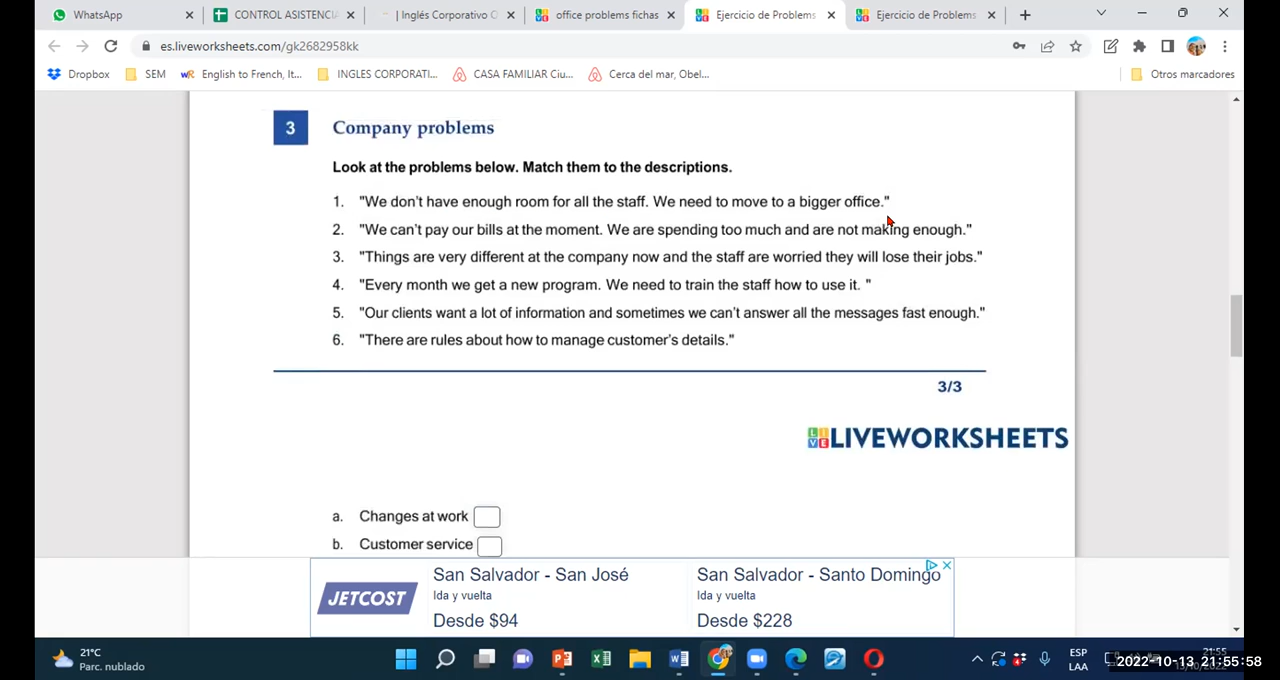 WhatsApp
CONTROL ASISTENCIA
| Inglés Corporativo
office problems fichas
Ejercicio de Problems
Ejercicio de Problems
es.liveworksheets.com/gk2682958kk
Dropbox
SEM
English to French, It...
INGLES CORPORATI...
CASA FAMILIAR Ciu...
Cerca del mar, Obel...
Otros marcadores
3
Company problems
Look at the problems below. Match them to the descriptions.
1. "We don't have enough room for all the staff. We need to move to a bigger office."
2. "We can't pay our bills at the moment. We are spending too much and are not making enough."
3. "Things are very different at the company now and the staff are worried they will lose their jobs."
4. "Every month we get a new program. We need to train the staff how to use it. "
5. "Our clients want a lot of information and sometimes we can't answer all the messages fast enough."
6. "There are rules about how to manage customer's details."
3/3
LIVEWORKSHEETS
a. Changes at work
b. Customer service
JETCOST
San Salvador - San José
Ida y vuelta
Desde $94
San Salvador - Santo Domingo
Ida y vuelta
Desde $228
21°C
Parc. nublado
ESP
LAA
2022-10-13 21:55:58